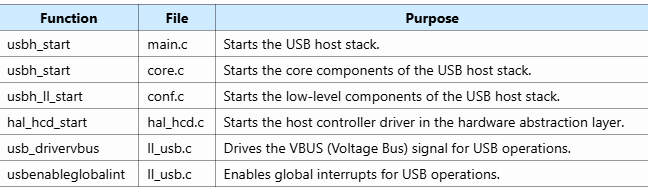 Function File Purpose
usbh_start main.c Starts the USB host stack.
usbh_start core.c Starts the core components of the USB host stack.
usbh_ll_start conf.c Starts the low-level components of the USB host stack.
hal_hcd_start hal_hcd.c Starts the host controller driver in the hardware abstraction layer.
usb_drivervbus ll_usb.c Drives the VBUS (Voltage Bus) signal for USB operations.
usbenableglobalint ll_usb.c Enables global interrupts for USB operations.